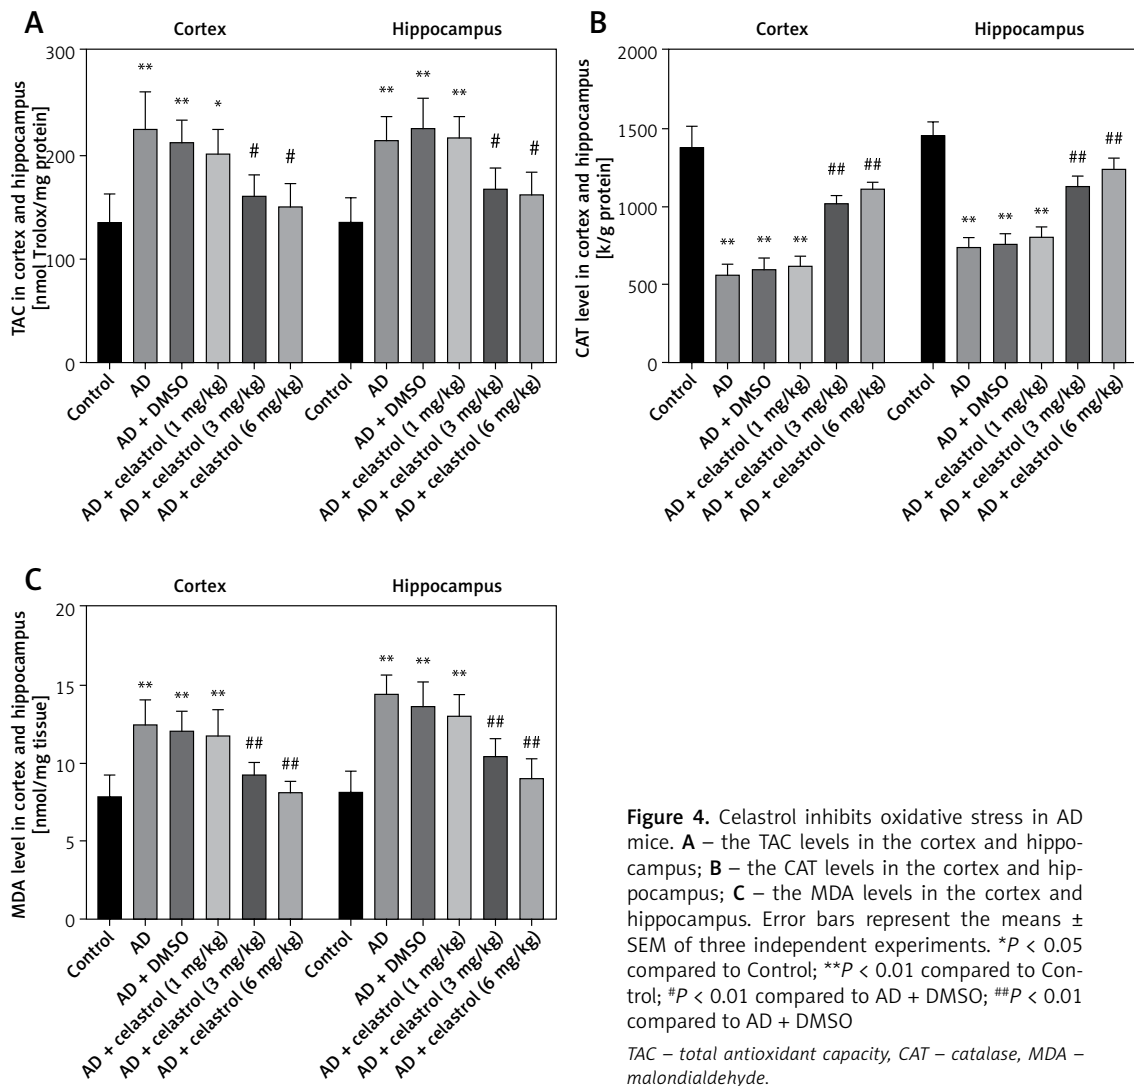 A
Cortex
Hippocampus
TAC in cortex and hippocampus
[nmol Trolox/mg protein]
300
200
100
0
**
**
*
#
#
**
**
**
#
#
Control
AD
AD + DMSO
AD + celastrol (1 mg/kg)
AD + celastrol (3 mg/kg)
AD + celastrol (6 mg/kg)
Control
AD
AD + DMSO
AD + celastrol (1 mg/kg)
AD + celastrol (3 mg/kg)
AD + celastrol (6 mg/kg)
B
Cortex
Hippocampus
CAT level in cortex and hippocampus
[k/g protein]
2000
1500
1000
500
0
**
**
**
##
##
**
**
**
##
##
Control
AD
AD + DMSO
AD + celastrol (1 mg/kg)
AD + celastrol (3 mg/kg)
AD + celastrol (6 mg/kg)
Control
AD
AD + DMSO
AD + celastrol (1 mg/kg)
AD + celastrol (3 mg/kg)
AD + celastrol (6 mg/kg)
C
Cortex
Hippocampus
MDA level in cortex and hippocampus
[nmol/mg tissue]
20
15
10
5
0
**
**
**
##
##
**
**
**
##
##
Control
AD
AD + DMSO
AD + celastrol (1 mg/kg)
AD + celastrol (3 mg/kg)
AD + celastrol (6 mg/kg)
Control
AD
AD + DMSO
AD + celastrol (1 mg/kg)
AD + celastrol (3 mg/kg)
AD + celastrol (6 mg/kg)
Figure 4. Celastrol inhibits oxidative stress in AD
mice. A – the TAC levels in the cortex and hippo-
campus; B – the CAT levels in the cortex and hip-
pocampus; C – the MDA levels in the cortex and
hippocampus. Error bars represent the means ±
SEM of three independent experiments. *P < 0.05
compared to Control; **P < 0.01 compared to Con-
trol; #P < 0.01 compared to AD + DMSO; ##P < 0.01
compared to AD + DMSO
TAC – total antioxidant capacity, CAT – catalase, MDA –
malondialdehyde.